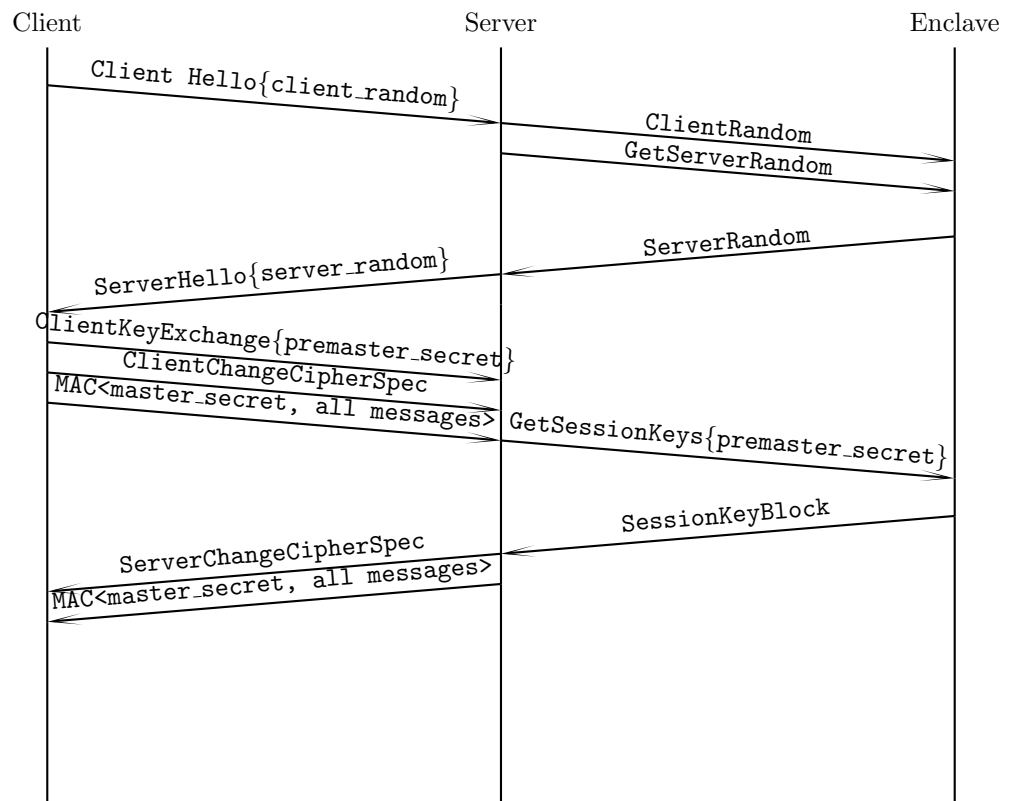 Client
Server
Enclave
Client Hello{client_random}
ClientRandom
GetServerRandom
ServerRandom
ServerHello{server_random}
ClientKeyExchange{premaster_secret}
ClientChangeCipherSpec
MAC<master_secret, all messages>
GetSessionKeys{premaster_secret}
SessionKeyBlock
ServerChangeCipherSpec
MAC<master_secret, all messages>